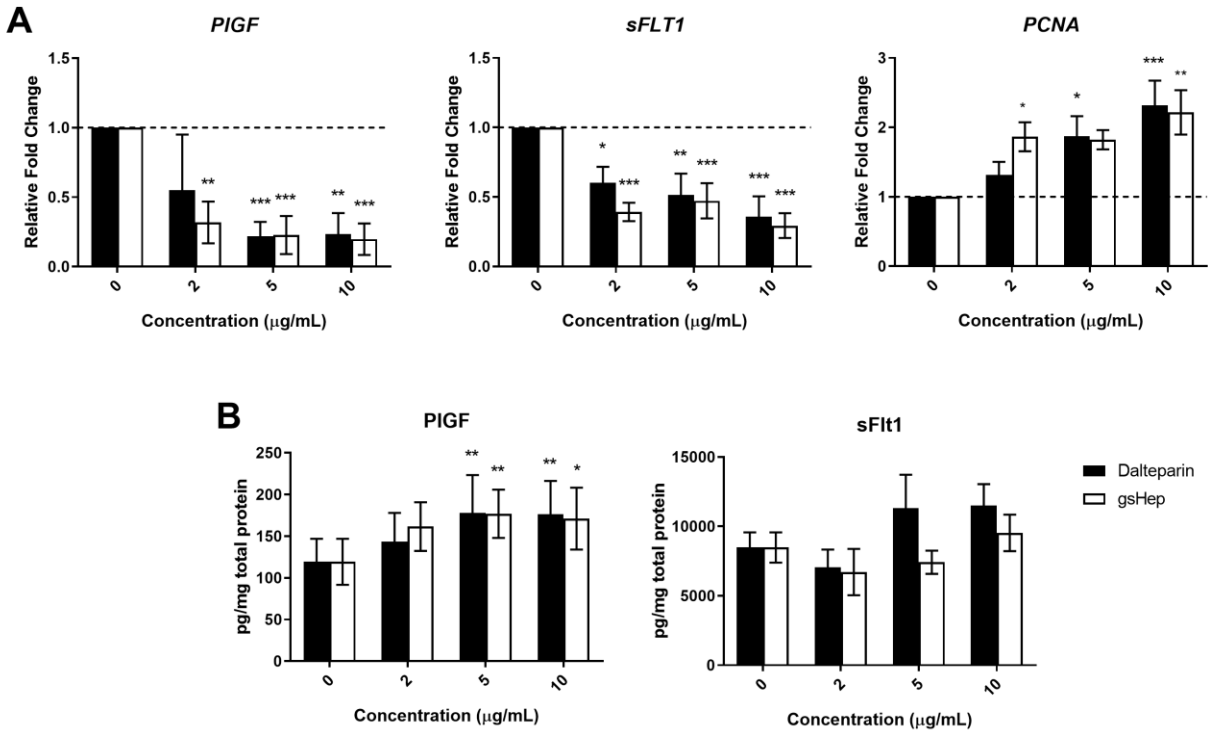 A
PlGF
Relative Fold Change
1.5
1.0
0.5
0.0
** *** *** ** ***
0 2 5 10
Concentration (μg/mL)
sFLT1
Relative Fold Change
1.5
1.0
0.5
0.0
* *** ** *** *** ***
0 2 5 10
Concentration (μg/mL)
PCNA
Relative Fold Change
3
2
1
0
* * *** **
0 2 5 10
Concentration (μg/mL)
B
PlGF
pg/mg total protein
250
200
150
100
50
0
** ** ** *
0 2 5 10
Concentration (μg/mL)
sFlt1
pg/mg total protein
15000
10000
5000
0
0 2 5 10
Concentration (μg/mL)
Dalteparin
gsHep